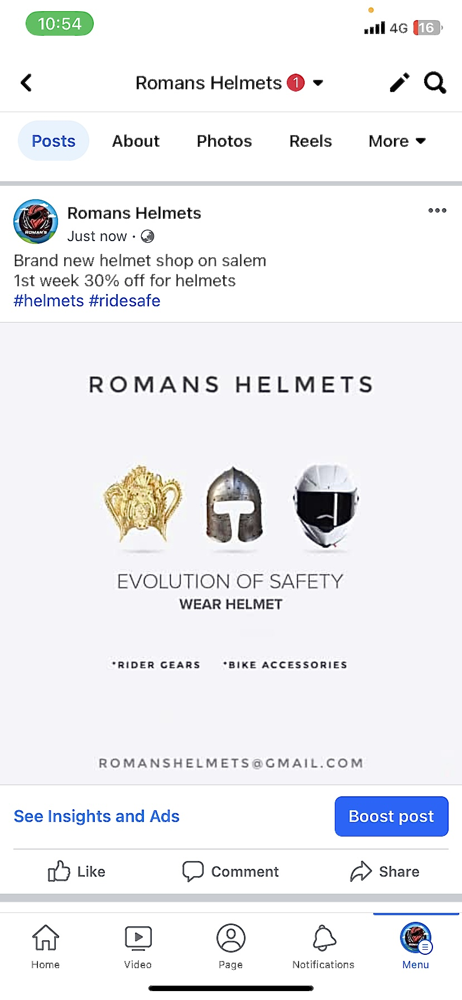 10:54
4G 16
Romans Helmets 1
Posts About Photos Reels More
Romans Helmets
Just now ·
Brand new helmet shop on salem
1st week 30% off for helmets
#helmets #ridesafe
ROMAN'S
ROMANS HELMETS
EVOLUTION OF SAFETY
WEAR HELMET
*RIDER GEARS *BIKE ACCESSORIES
ROMANSHELMETS@GMAIL.COM
See Insights and Ads Boost post
Like Comment Share
Home Video Page Notifications Menu